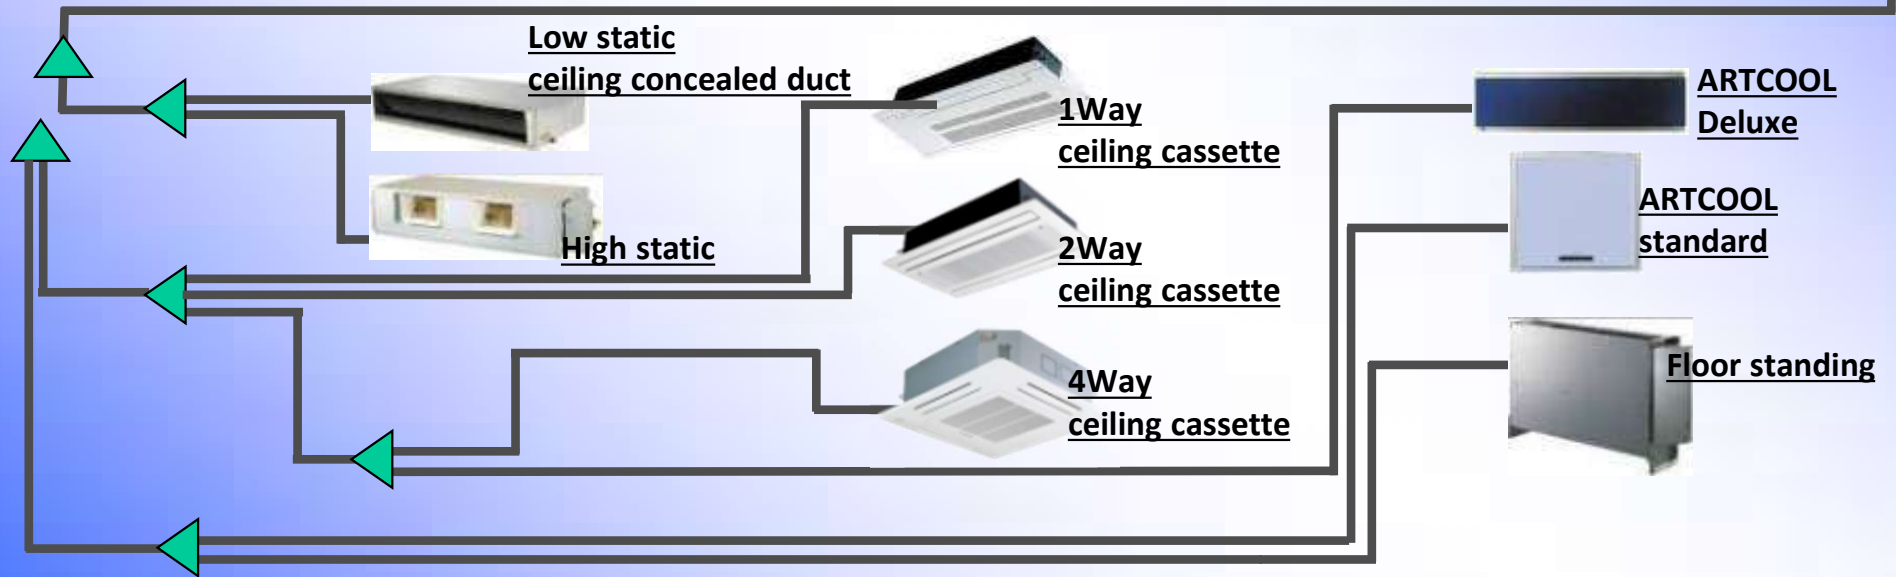 Low static
ceiling concealed duct
High static
1Way
ceiling cassette
2Way
ceiling cassette
4Way
ceiling cassette
ARTCOOL
Deluxe
ARTCOOL
standard
Floor standing